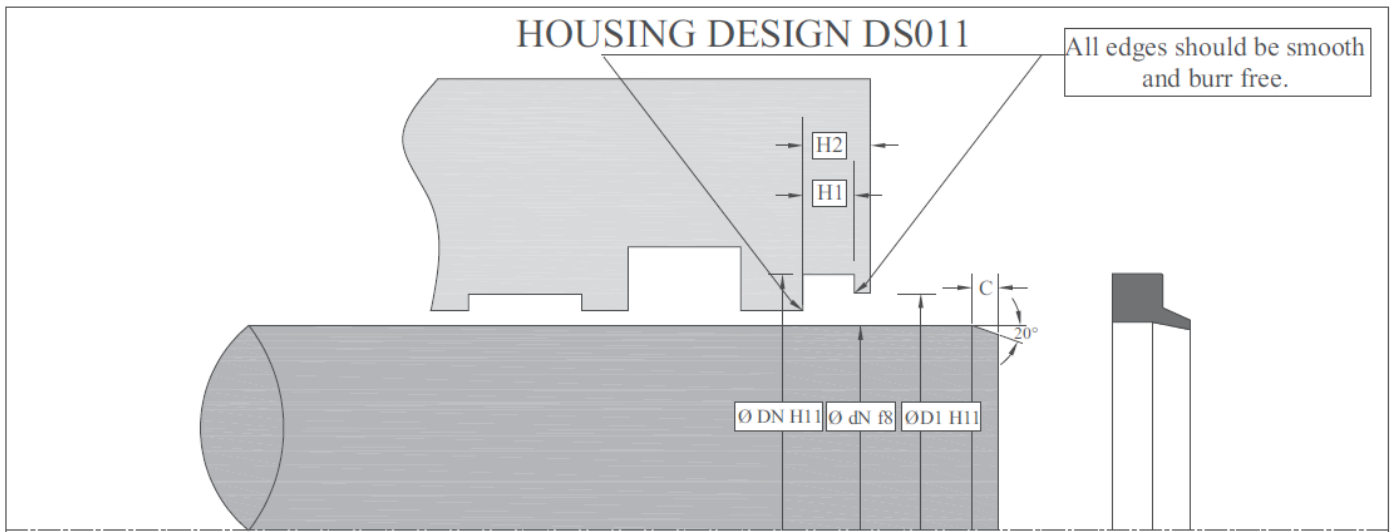 HOUSING DESIGN DS011
All edges should be smooth
and burr free.
H2
H1
C
20°
Ø DN H11
Ø dN f8
ØD1 H11